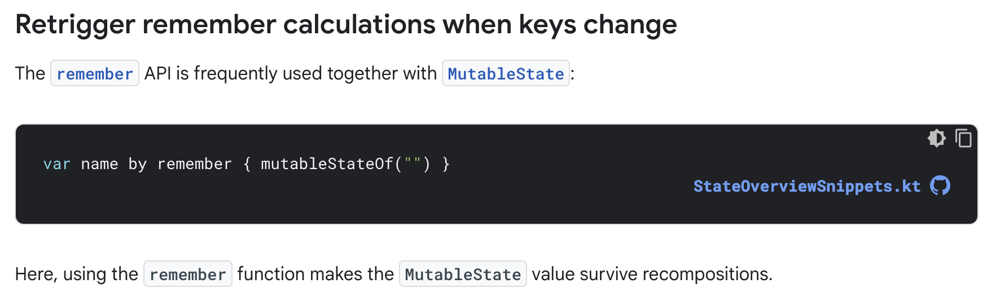 Retrigger remember calculations when keys change
The remember API is frequently used together with MutableState:
var name by remember { mutableStateOf("") }
StateOverviewSnippets.kt
Here, using the remember function makes the MutableState value survive recompositions.